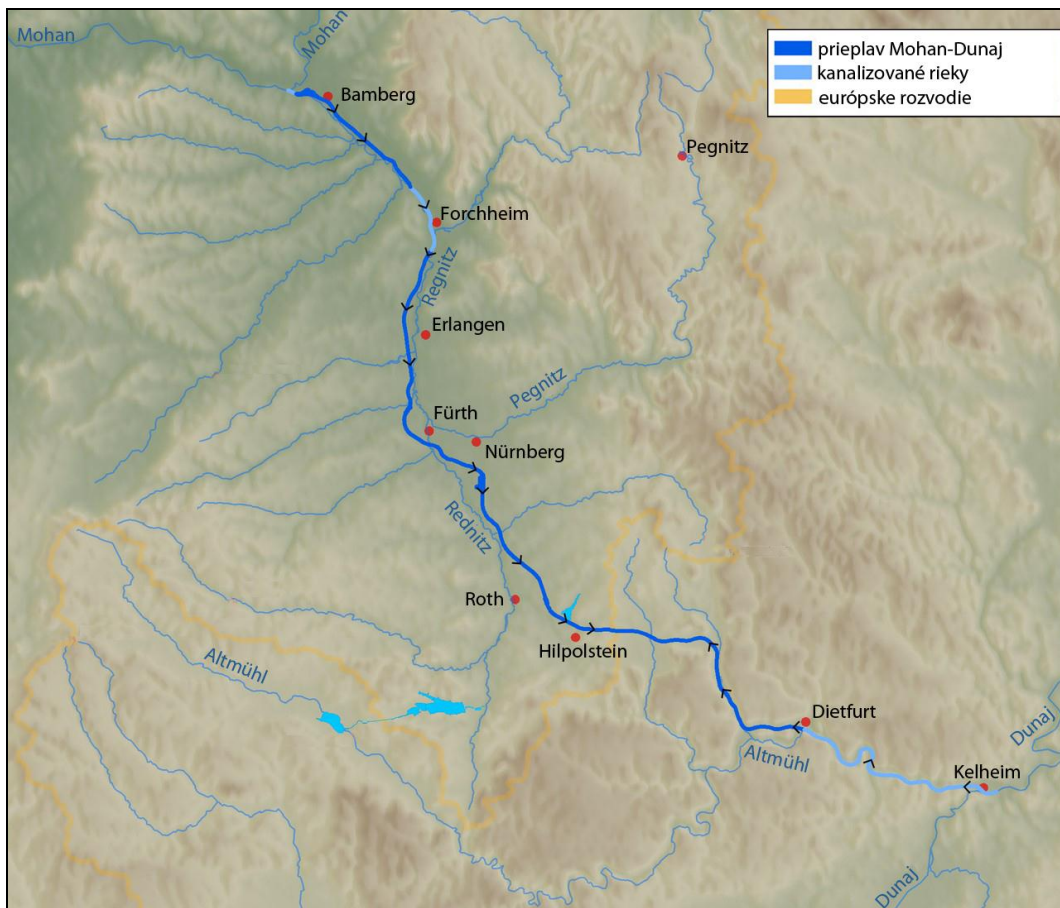 Mohan
Mohan
prieplav Mohan-Dunaj
kanalizované rieky
európske rozvodie
Bamberg
Pegnitz
Forchheim
Regnitz
Erlangen
Pegnitz
Fürth
Nürnberg
Rednitz
Roth
Hilpolstein
Altmühl
Dietfurt
Altmühl
Dunaj
Kelheim
Dunaj